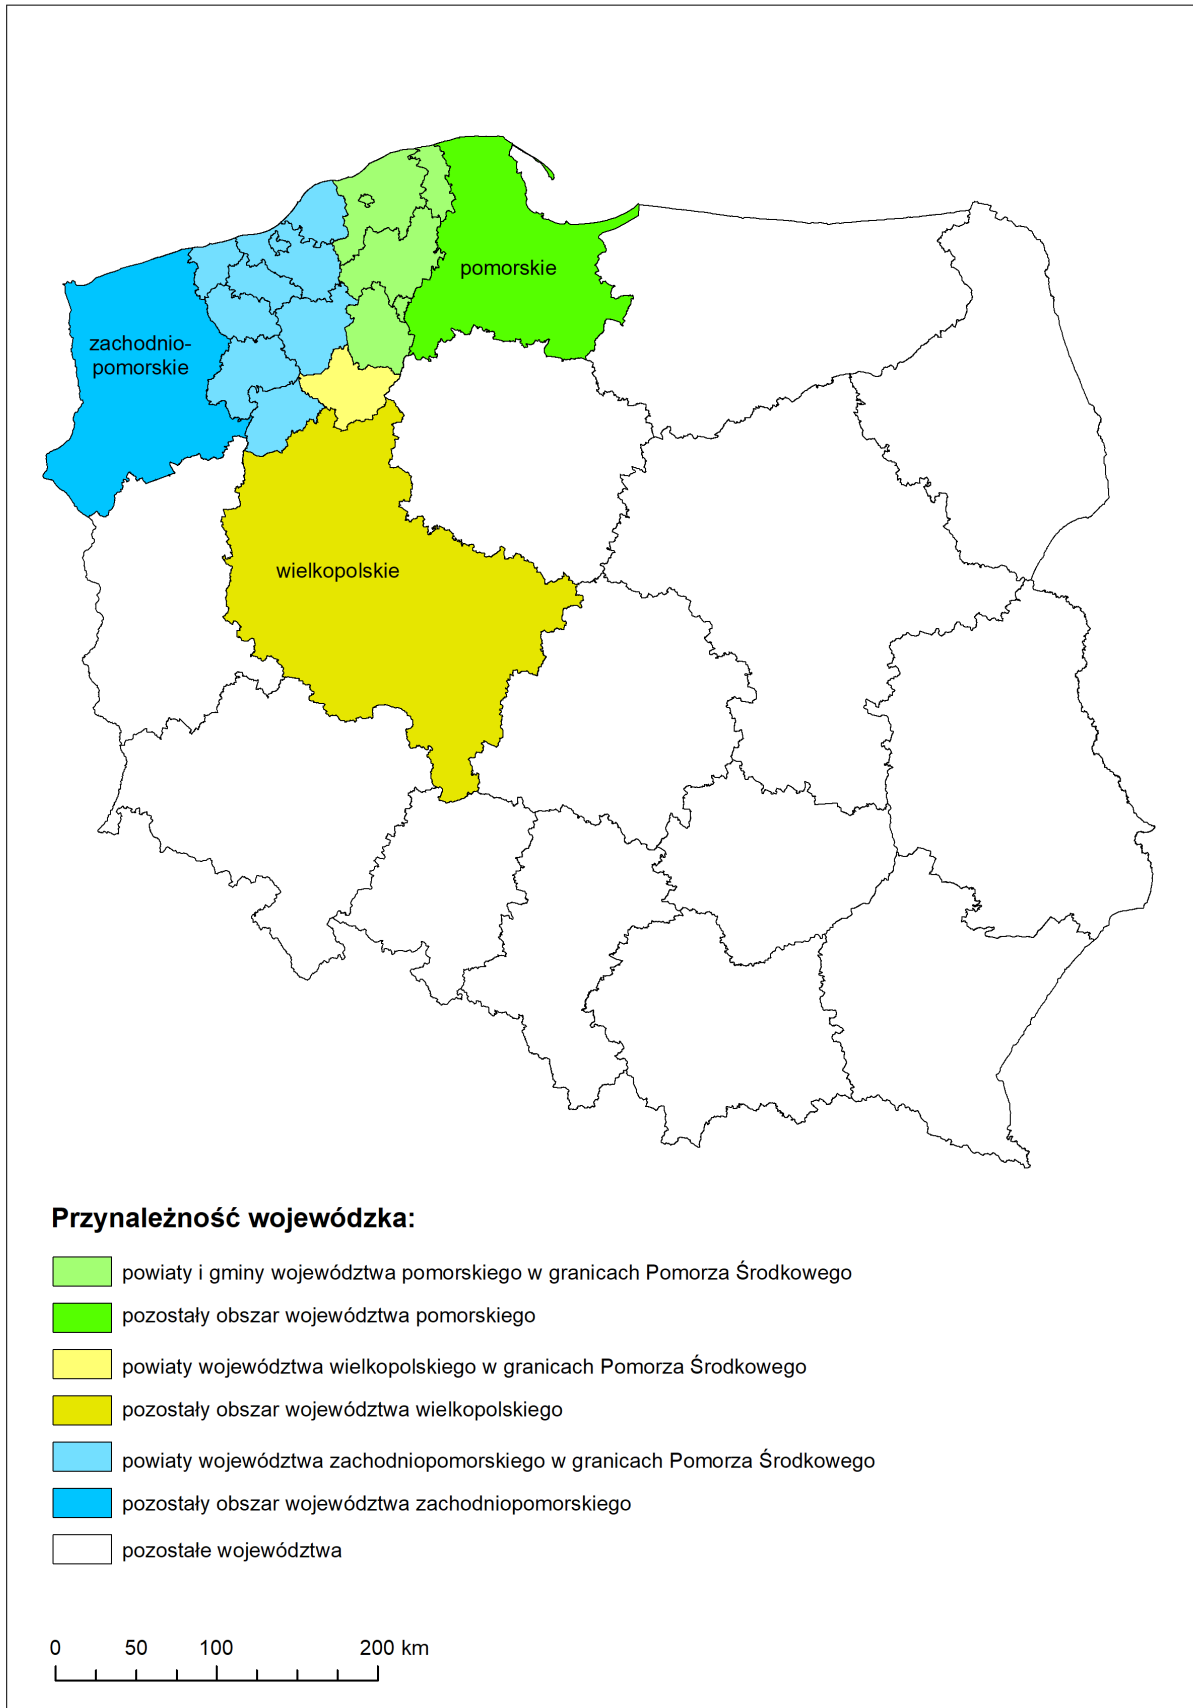 pomorskie
zachodnio-
pomorskie
wielkopolskie
Przynależność wojewódzka:
powiaty i gminy województwa pomorskiego w granicach Pomorza Środkowego
pozostały obszar województwa pomorskiego
powiaty województwa wielkopolskiego w granicach Pomorza Środkowego
pozostały obszar województwa wielkopolskiego
powiaty województwa zachodniopomorskiego w granicach Pomorza Środkowego
pozostały obszar województwa zachodniopomorskiego
pozostałe województwa
0 50 100 200 km